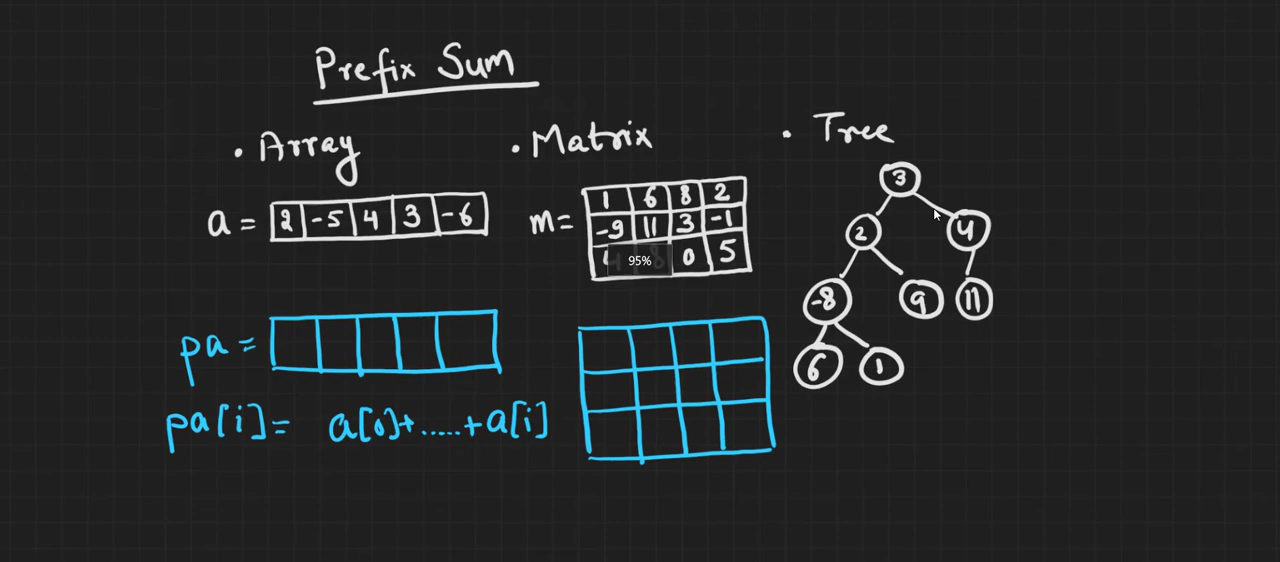 Prefix Sum
• Array
a = 2 -5 4 3 -6
pa =
pa[i] = a[0]+.....+a[i]
• Matrix
m =
1 6 8 2
-9 11 3 -1
0 5
95%
• Tree
3
2 4
-8 9 11
6 1